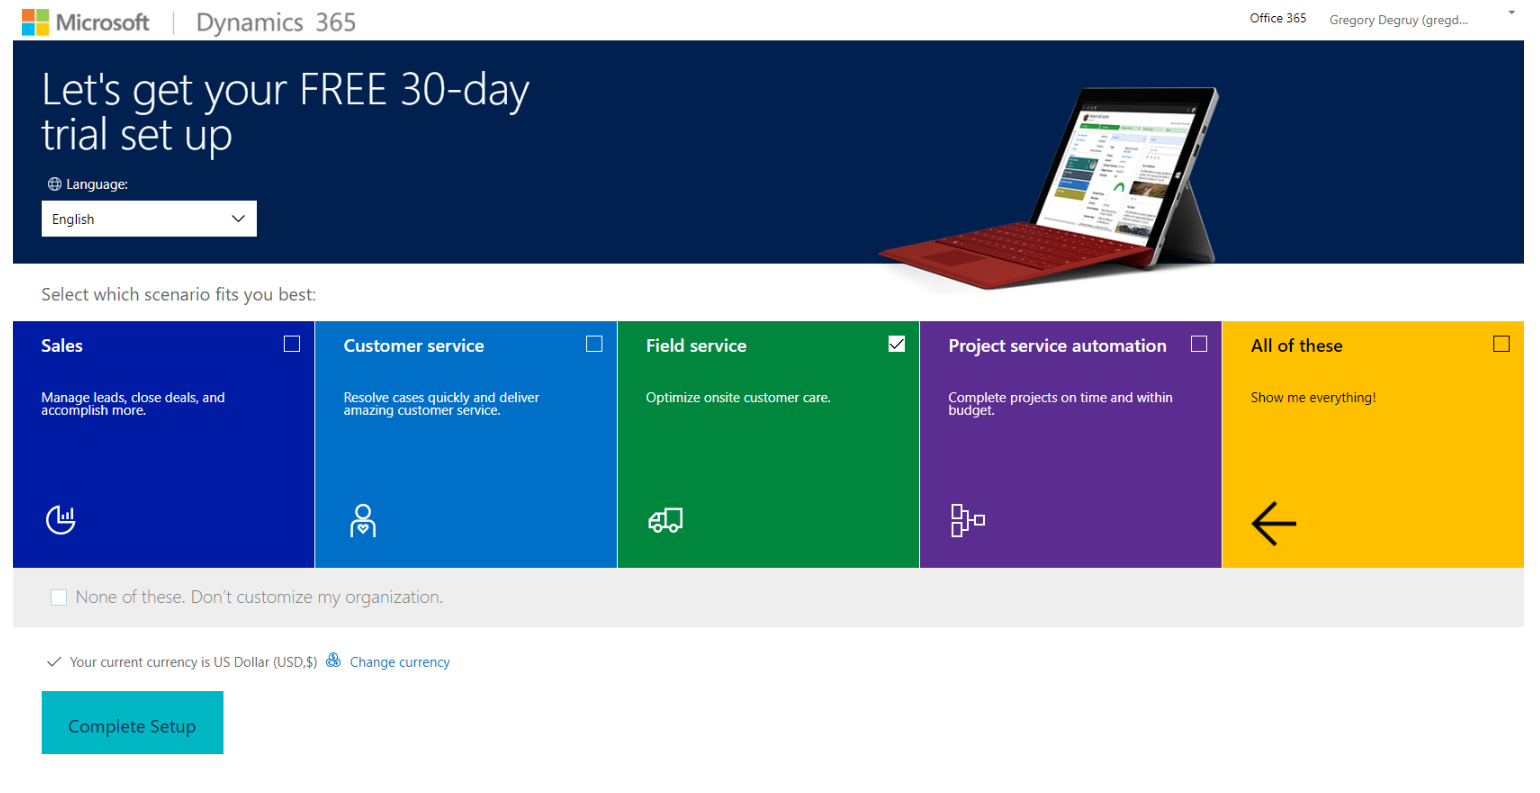 Microsoft | Dynamics 365
Office 365 Gregory Degruy (gregd...
Let's get your FREE 30-day
trial set up
Language:
English
Select which scenario fits you best:
Sales
Manage leads, close deals, and
accomplish more.
Customer service
Resolve cases quickly and deliver
amazing customer service.
Field service
Optimize onsite customer care.
Project service automation
Complete projects on time and within
budget.
All of these
Show me everything!
None of these. Don't customize my organization.
Your current currency is US Dollar (USD,$) Change currency
Complete Setup